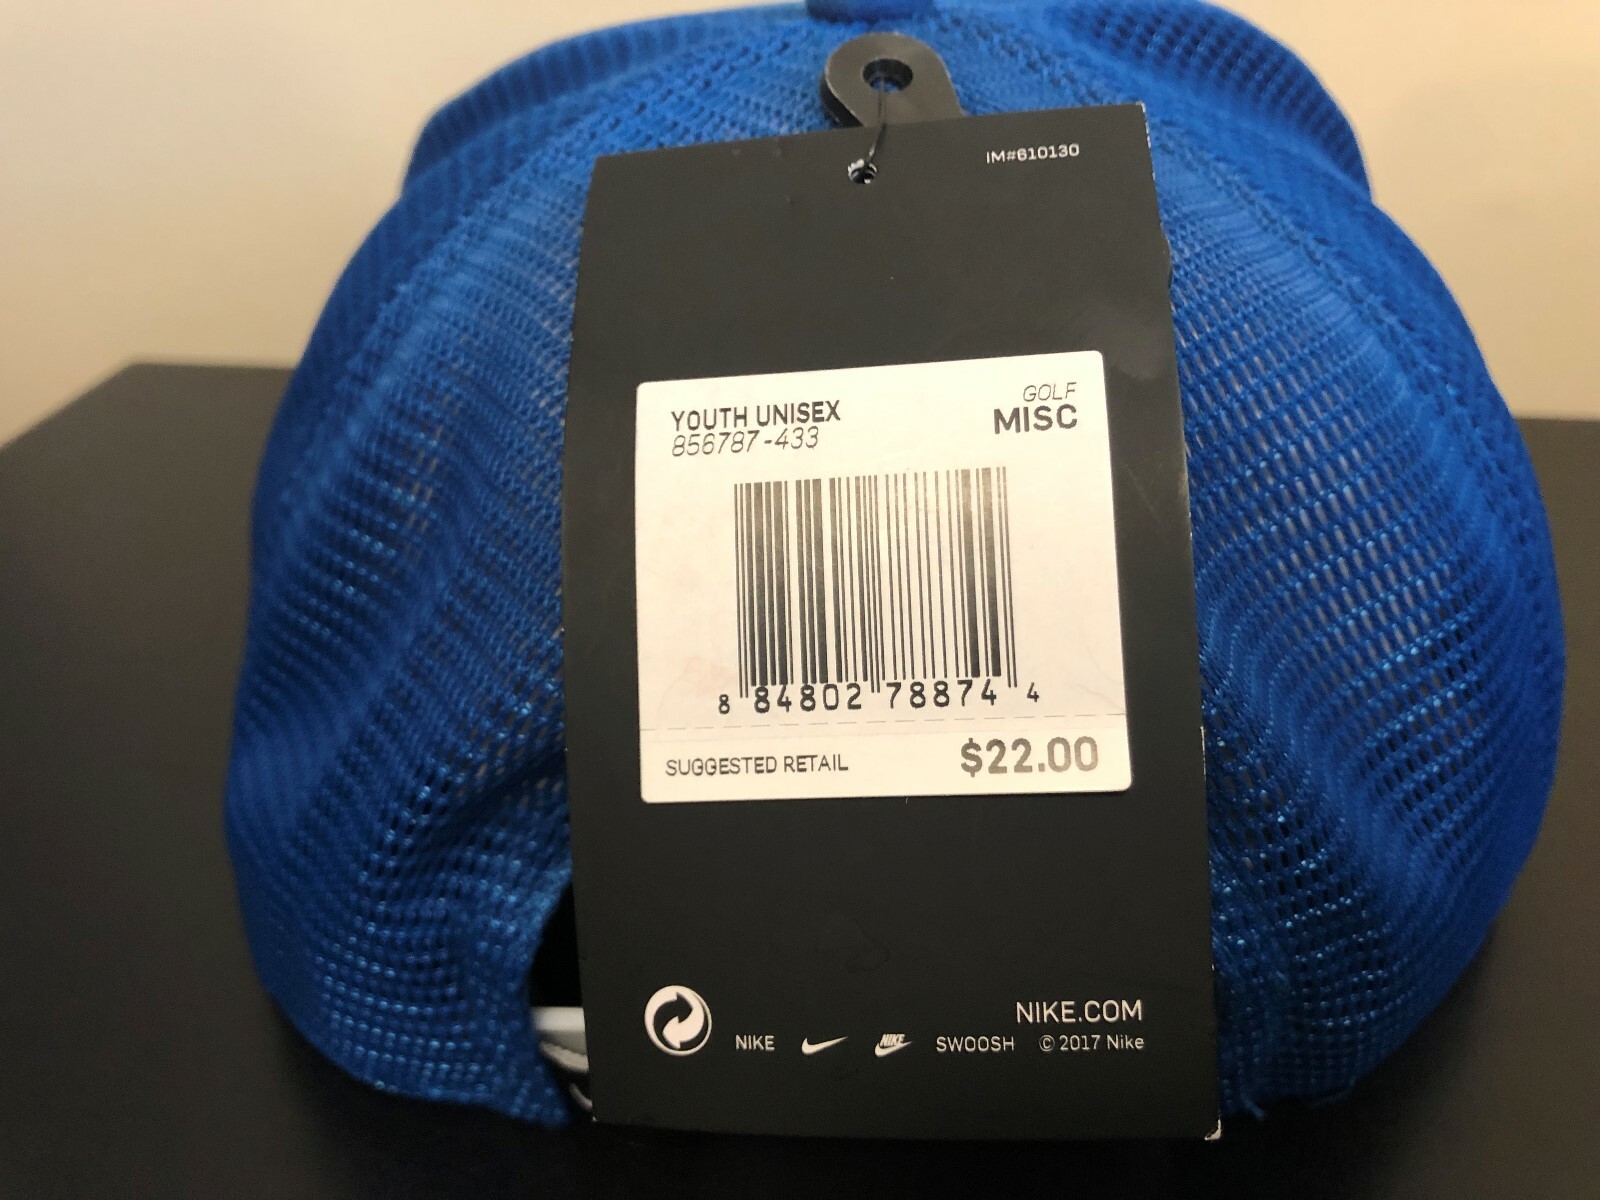 IM#610130
YOUTH UNISEX
856787-433
GOLF
MISC
8 84802 78874 4
SUGGESTED RETAIL $22.00
NIKE.COM
NIKE NIKE SWOOSH © 2017 Nike